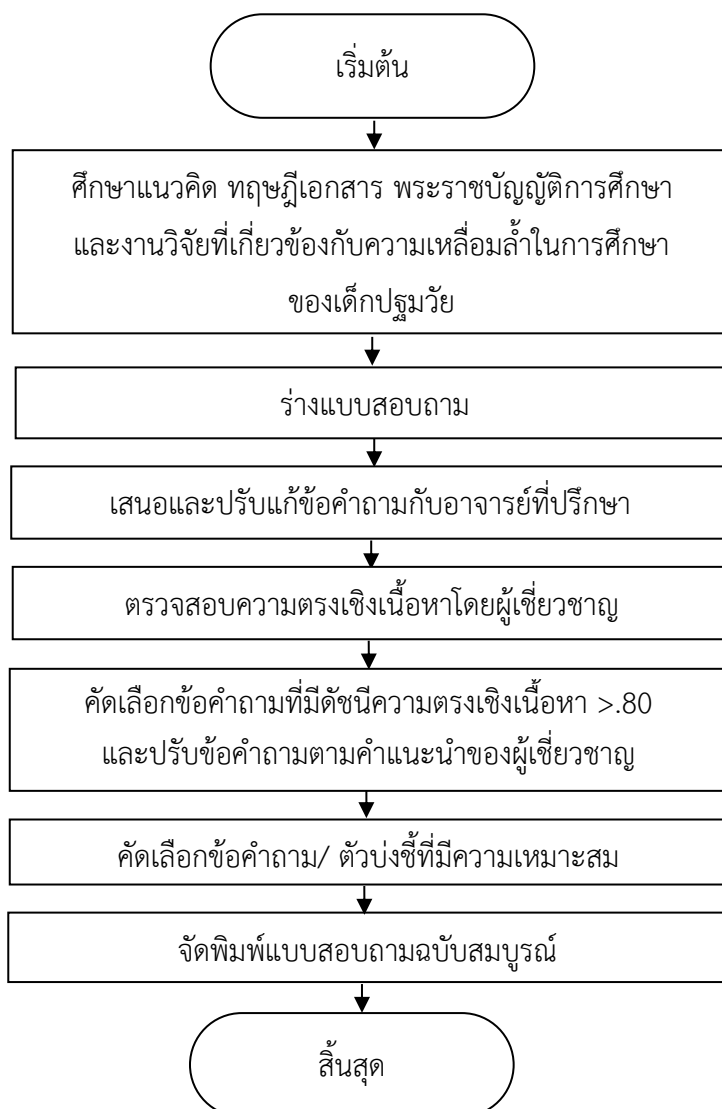 เริ่มต้น
ศึกษาแนวคิด ทฤษฎีเอกสาร พระราชบัญญัติการศึกษา
และงานวิจัยที่เกี่ยวข้องกับความเหลื่อมล้ำในการศึกษา
ของเด็กปฐมวัย
ร่างแบบสอบถาม
เสนอและปรับแก้ข้อคำถามกับอาจารย์ที่ปรึกษา
ตรวจสอบความตรงเชิงเนื้อหาโดยผู้เชี่ยวชาญ
คัดเลือกข้อคำถามที่มีดัชนีความตรงเชิงเนื้อหา >.80
และปรับข้อคำถามตามคำแนะนำของผู้เชี่ยวชาญ
คัดเลือกข้อคำถาม/ ตัวบ่งชี้ที่มีความเหมาะสม
จัดพิมพ์แบบสอบถามฉบับสมบูรณ์
สิ้นสุด